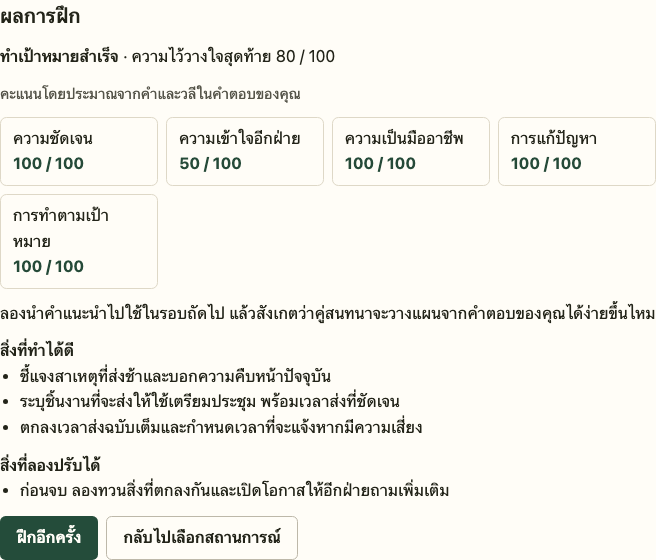 ผลการฝึก
ทำเป้าหมายสำเร็จ · ความไว้วางใจสุดท้าย 80 / 100
คะแนนโดยประมาณจากคำและวลีในคำตอบของคุณ
ความชัดเจน
100 / 100
ความเข้าใจอีกฝ่าย
50 / 100
ความเป็นมืออาชีพ
100 / 100
การแก้ปัญหา
100 / 100
การทำตามเป้า
หมาย
100 / 100
ลองนำคำแนะนำไปใช้ในรอบถัดไป แล้วสังเกตว่าคู่สนทนาจะวางแผนจากคำตอบของคุณได้ง่ายขึ้นไหม
สิ่งที่ทำได้ดี
• ชี้แจงสาเหตุที่ส่งช้าและบอกความคืบหน้าปัจจุบัน
• ระบุชิ้นงานที่จะส่งให้ใช้เตรียมประชุม พร้อมเวลาส่งที่ชัดเจน
• ตกลงเวลาส่งฉบับเต็มและกำหนดเวลาที่จะแจ้งหากมีความเสี่ยง
สิ่งที่ลองปรับได้
• ก่อนจบ ลองทวนสิ่งที่ตกลงกันและเปิดโอกาสให้อีกฝ่ายถามเพิ่มเติม
ฝึกอีกครั้ง
กลับไปเลือกสถานการณ์